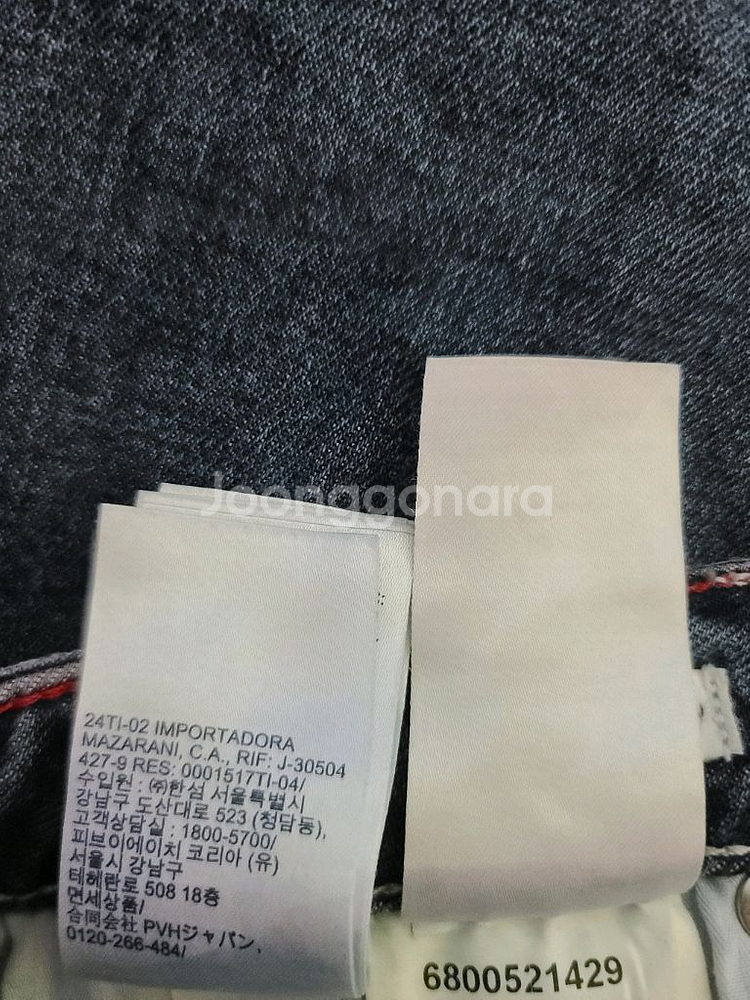 Joonggonara
24TI-02 IMPORTADORA
MAZARANI, C.A., RIF: J-30504
427-9 RES: 0001517TI-04/
수입원 : ㈜한섬 서울특별시
강남구 도산대로 523 (청담동),
고객상담실 : 1800-5700/
피브이에이치 코리아 (유)
서울시 강남구
테헤란로 508 18층
면세상품/
合同会社 PVHジャパン,
0120-266-484/
6800521429